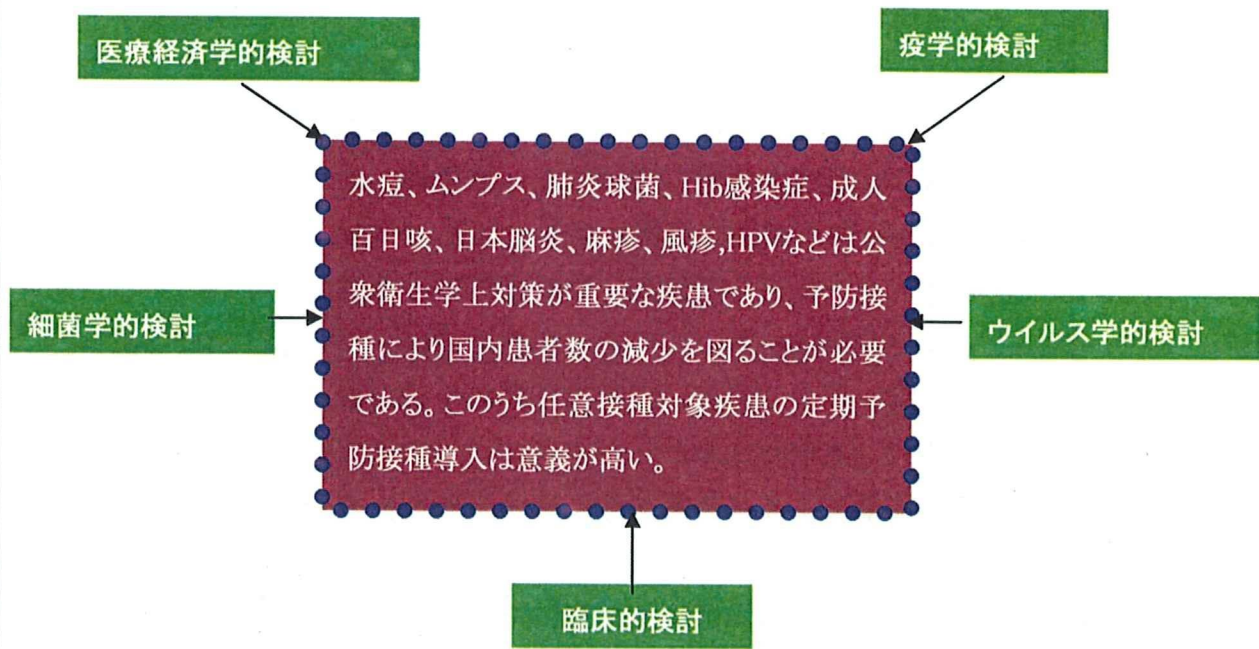 医療経済学的検討
疫学的検討
水痘、ムンプス、肺炎球菌、Hib感染症、成人
百日咳、日本脳炎、麻疹、風疹,HPVなどは公
衆衛生学上対策が重要な疾患であり、予防接
種により国内患者数の減少を図ることが必要
である。このうち任意接種対象疾患の定期予
防接種導入は意義が高い。
細菌学的検討
ウイルス学的検討
臨床的検討